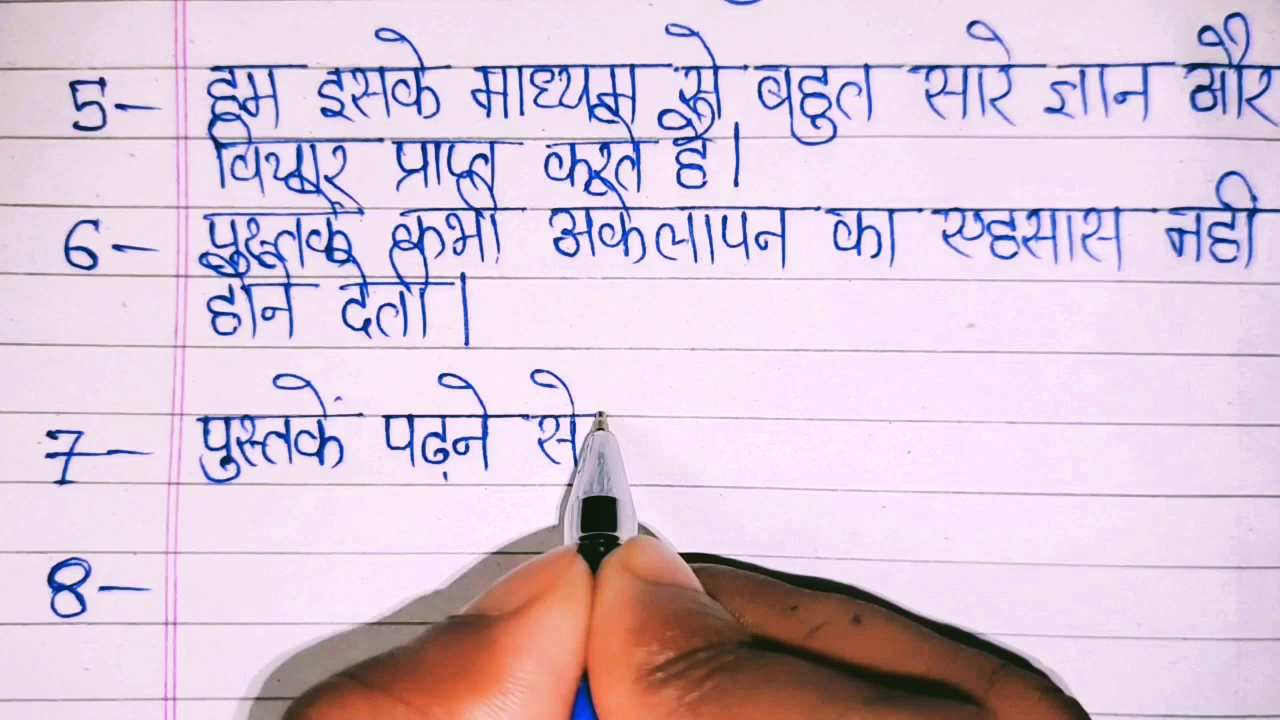 5- हम इसके माध्यम से बहुत सारे ज्ञान और
विचार प्राप्त करते है।
6- पुस्तकें कभी अकेलापन का एहसास नही
होने देती।
7- पुस्तकें पढ़ने से
8-